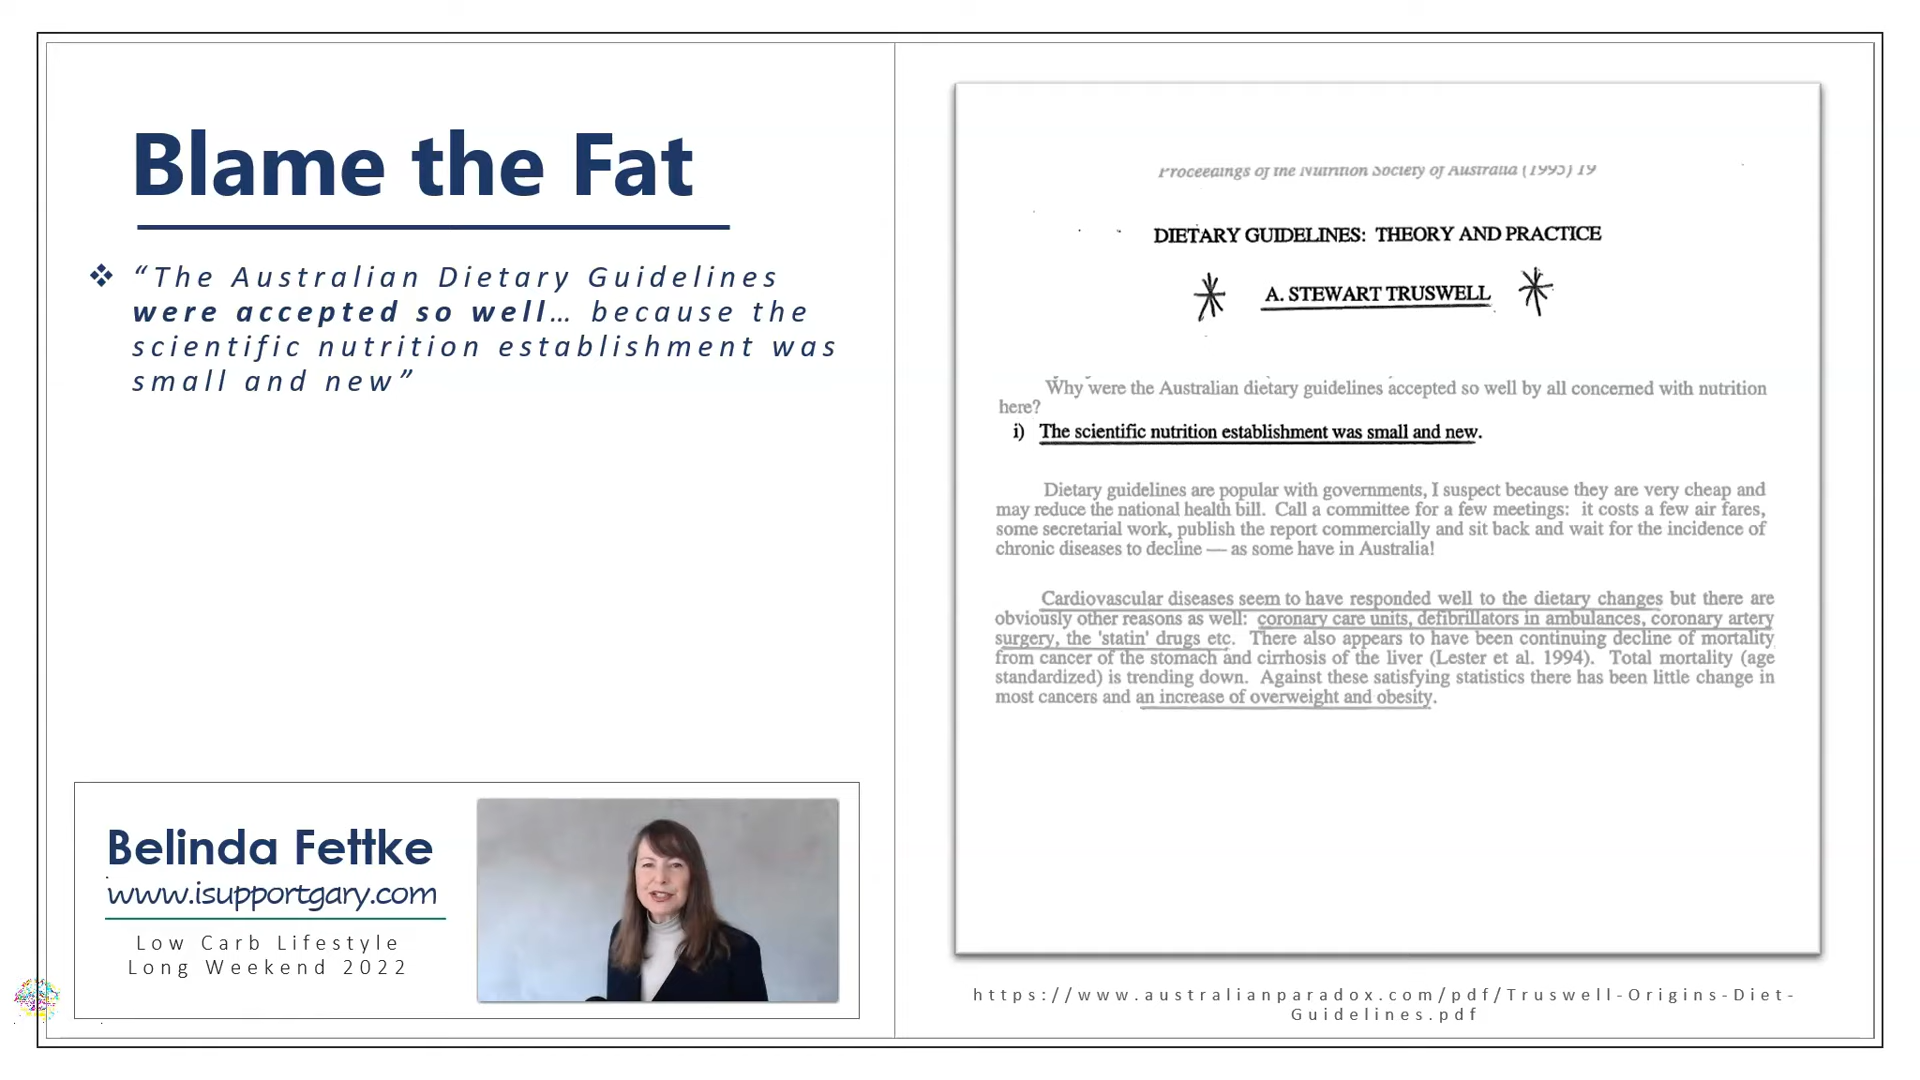 Blame the Fat
“The Australian Dietary Guidelines
were accepted so well… because the
scientific nutrition establishment was
small and new”
Belinda Fettke
www.isupportgary.com
Low Carb Lifestyle
Long Weekend 2022
Proceedings of the Nutrition Society of Australia (1995) 19
DIETARY GUIDELINES: THEORY AND PRACTICE
A. STEWART TRUSWELL
Why were the Australian dietary guidelines accepted so well by all concerned with nutrition
here?
i) The scientific nutrition establishment was small and new.
Dietary guidelines are popular with governments, I suspect because they are very cheap and
may reduce the national health bill. Call a committee for a few meetings: it costs a few air fares,
some secretarial work, publish the report commercially and sit back and wait for the incidence of
chronic diseases to decline — as some have in Australia!
Cardiovascular diseases seem to have responded well to the dietary changes but there are
obviously other reasons as well: coronary care units, defibrillators in ambulances, coronary artery
surgery, the 'statin' drugs etc. There also appears to have been continuing decline of mortality
from cancer of the stomach and cirrhosis of the liver (Lester et al. 1994). Total mortality (age
standardized) is trending down. Against these satisfying statistics there has been little change in
most cancers and an increase of overweight and obesity.
https://www.australianparadox.com/pdf/Truswell-Origins-Diet-
Guidelines.pdf